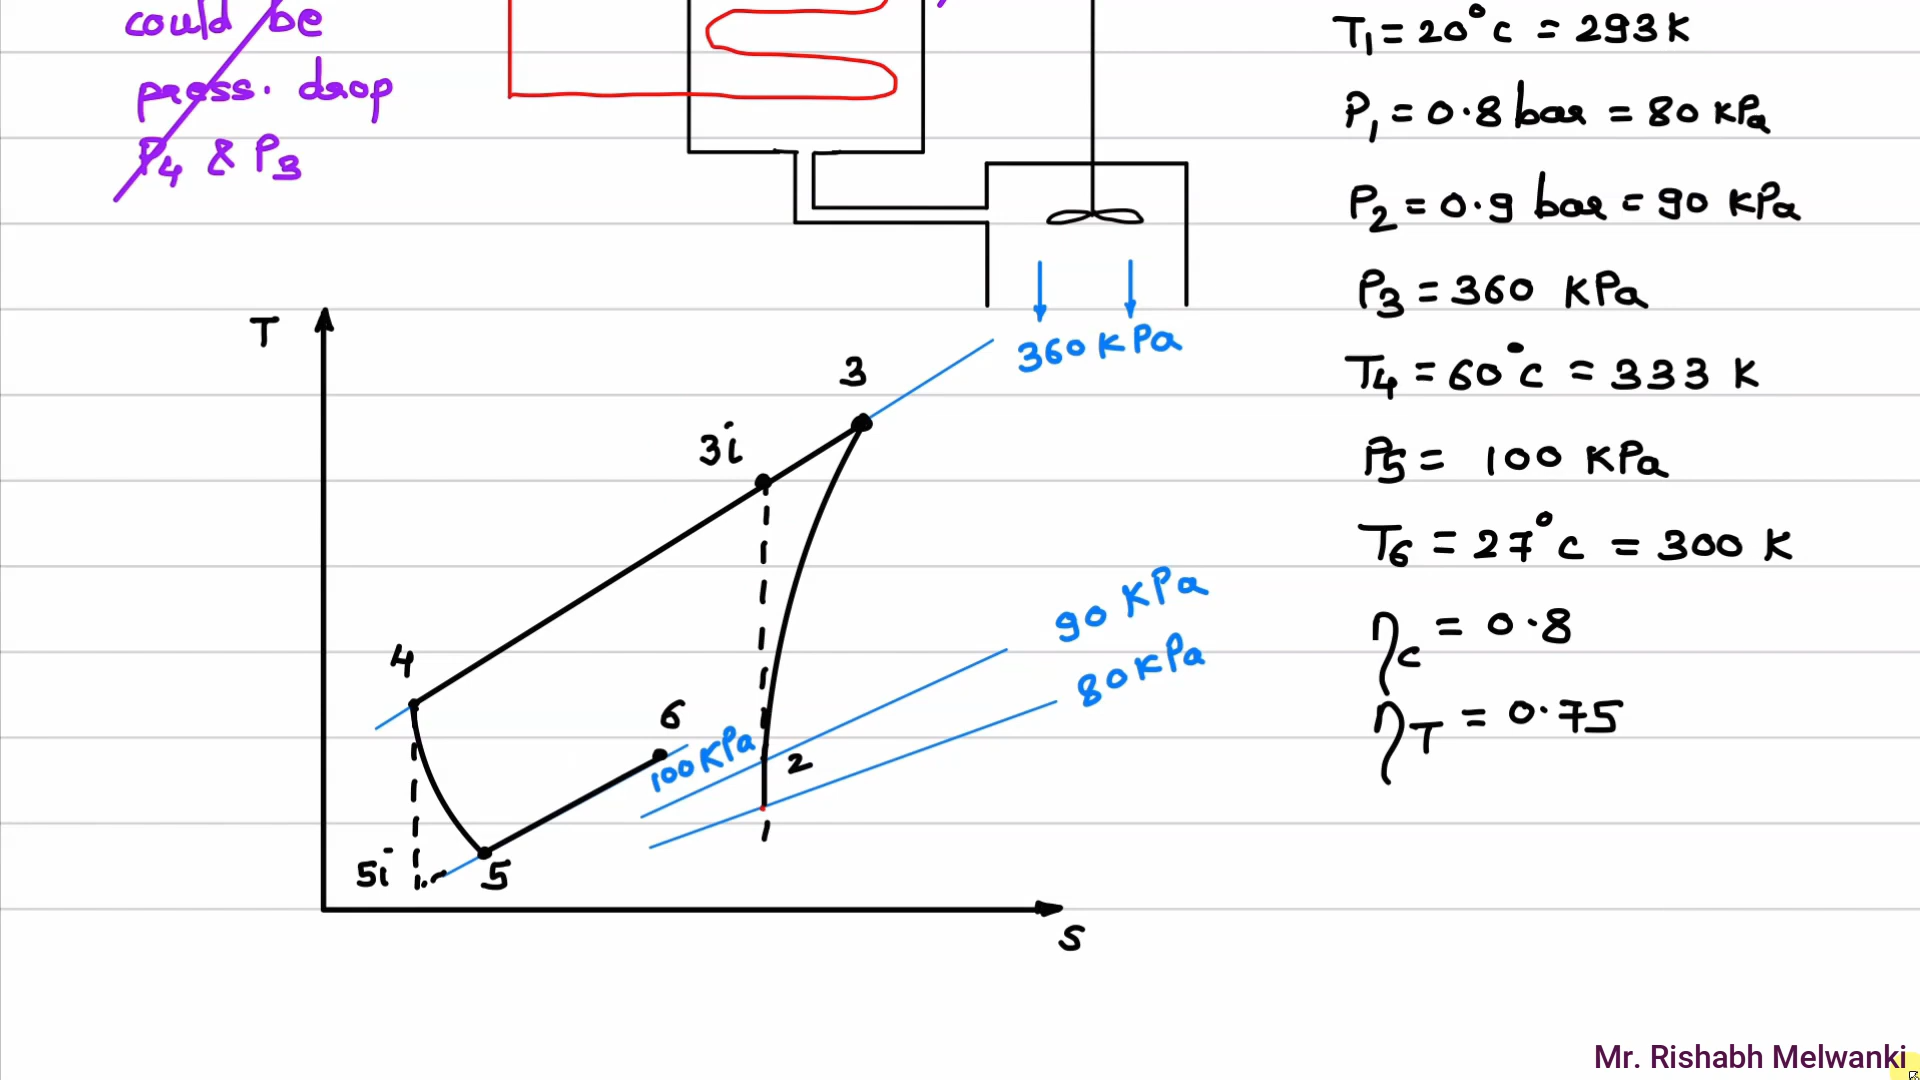 could be
press. drop
P4 & P3
T1 = 20°c = 293 K
P1 = 0.8 bar = 80 KPa
P2 = 0.9 bar = 90 KPa
P3 = 360 KPa
T4 = 60°c = 333 K
P5 = 100 KPa
T6 = 27°c = 300 K
ηc = 0.8
ηT = 0.75
T
360 KPa
3
3i
90 KPa
80 KPa
4
6
100 KPa
2
5i
5
s
Mr. Rishabh Melwanki